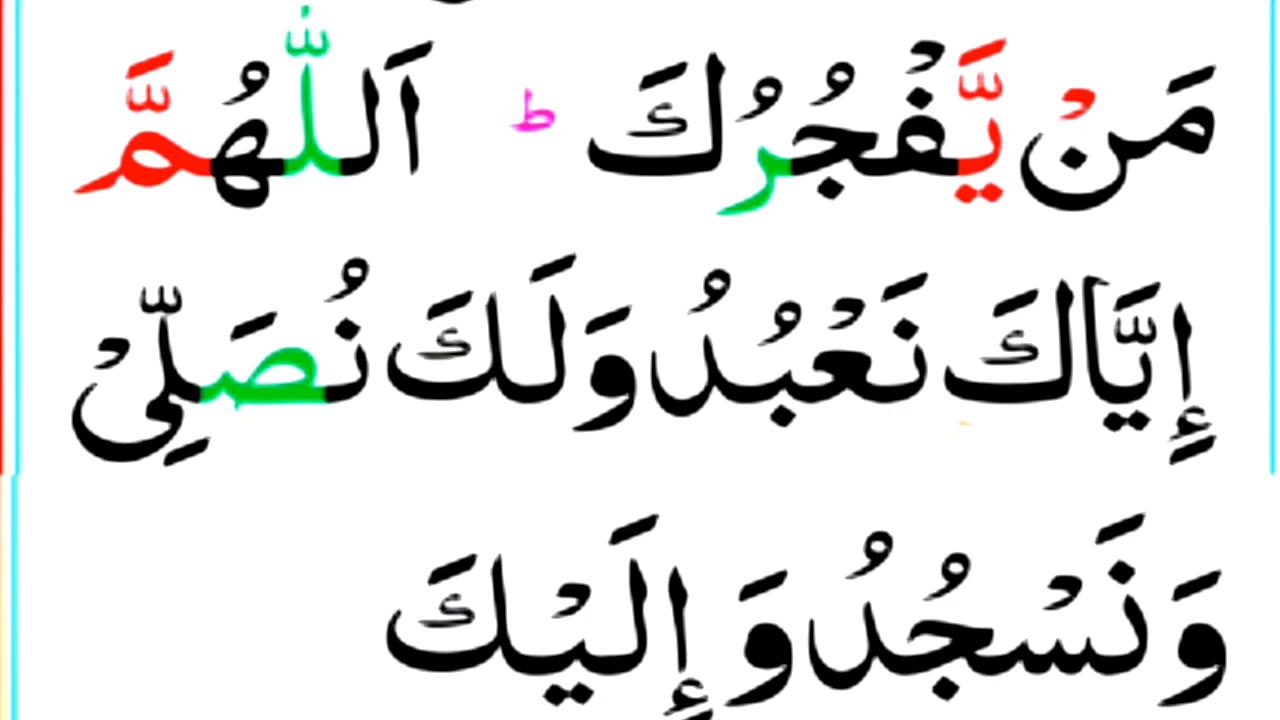 مَنْ يَّفْجُرُكَ ؕ اَللّٰهُمَّ
إِيَّاكَ نَعْبُدُ وَلَكَ نُصَلِّيْ
وَنَسْجُدُ وَإِلَيْكَ